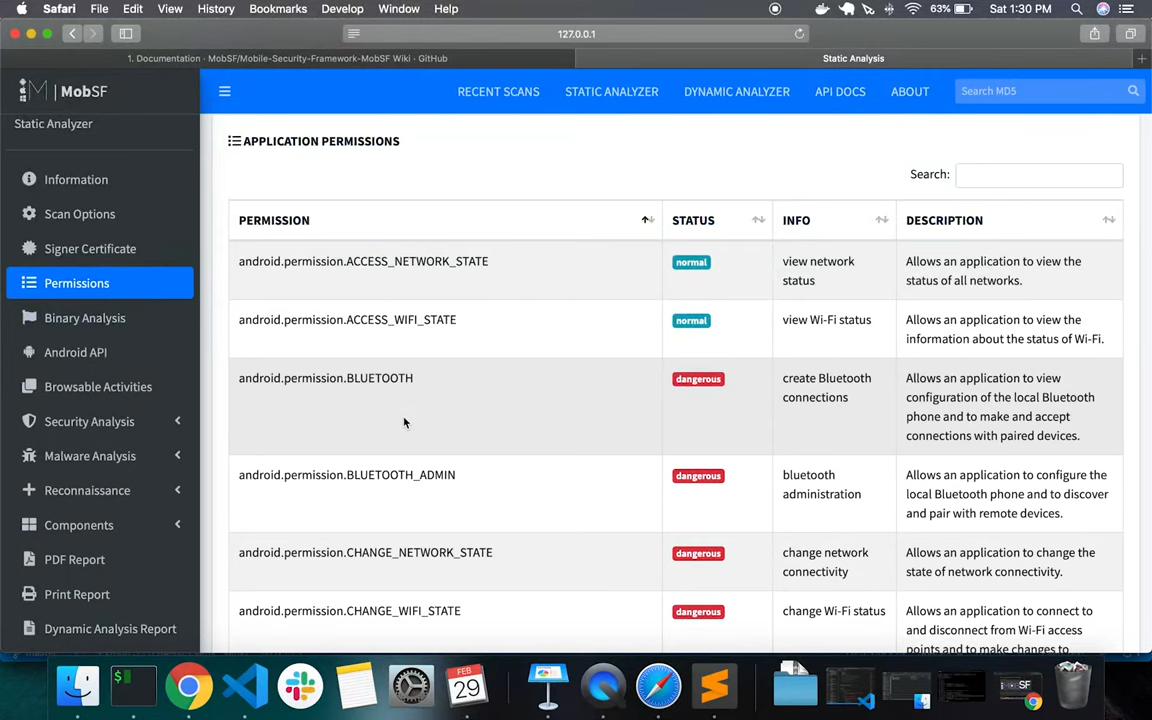 Safari File Edit View History Bookmarks Develop Window Help 63% Sat 1:30 PM
127.0.0.1
1. Documentation · MobSF/Mobile-Security-Framework-MobSF Wiki · GitHub Static Analysis
MobSF RECENT SCANS STATIC ANALYZER DYNAMIC ANALYZER API DOCS ABOUT Search MD5
Static Analyzer
Information
Scan Options
Signer Certificate
Permissions
Binary Analysis
Android API
Browsable Activities
Security Analysis
Malware Analysis
Reconnaissance
Components
PDF Report
Print Report
Dynamic Analysis Report
APPLICATION PERMISSIONS
Search:
PERMISSION STATUS INFO DESCRIPTION
android.permission.ACCESS_NETWORK_STATE normal view network Allows an application to view the
status status of all networks.
android.permission.ACCESS_WIFI_STATE normal view Wi-Fi status Allows an application to view the
information about the status of Wi-Fi.
android.permission.BLUETOOTH dangerous create Bluetooth Allows an application to view
connections configuration of the local Bluetooth
phone and to make and accept
connections with paired devices.
android.permission.BLUETOOTH_ADMIN dangerous bluetooth Allows an application to configure the
administration local Bluetooth phone and to discover
and pair with remote devices.
android.permission.CHANGE_NETWORK_STATE dangerous change network Allows an application to change the
connectivity state of network connectivity.
android.permission.CHANGE_WIFI_STATE dangerous change Wi-Fi status Allows an application to connect to
and disconnect from Wi-Fi access
points and to make changes to
FEB
29
SF